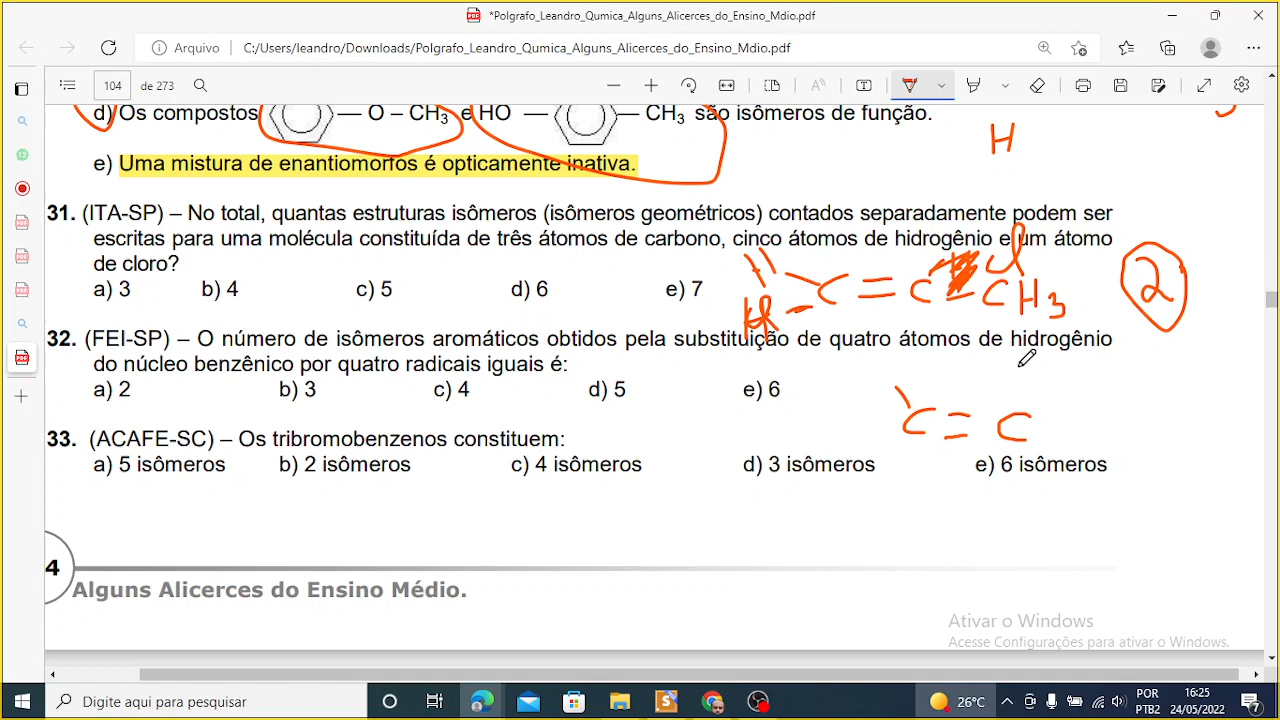 *Polgrafo_Leandro_Qumica_Alguns_Alicerces_do_Ensino_Mdio.pdf
Arquivo C:/Users/leandro/Downloads/Polgrafo_Leandro_Qumica_Alguns_Alicerces_do_Ensino_Mdio.pdf
104 de 273
d) Os compostos — O – CH3 e HO — — CH3 são isômeros de função.
H
e) Uma mistura de enantiomorfos é opticamente inativa.
31. (ITA-SP) – No total, quantas estruturas isômeros (isômeros geométricos) contados separadamente podem ser
escritas para uma molécula constituída de três átomos de carbono, cinco átomos de hidrogênio e um átomo
de cloro?
a) 3 b) 4 c) 5 d) 6 e) 7
C = C – CH3
Cl
2
32. (FEI-SP) – O número de isômeros aromáticos obtidos pela substituição de quatro átomos de hidrogênio
do núcleo benzênico por quatro radicais iguais é:
a) 2 b) 3 c) 4 d) 5 e) 6
C = C
33. (ACAFE-SC) – Os tribromobenzenos constituem:
a) 5 isômeros b) 2 isômeros c) 4 isômeros d) 3 isômeros e) 6 isômeros
4
Alguns Alicerces do Ensino Médio.
Ativar o Windows
Acesse Configurações para ativar o Windows.
Digite aqui para pesquisar
26°C
POR
PTB2
16:25
24/05/2022
7